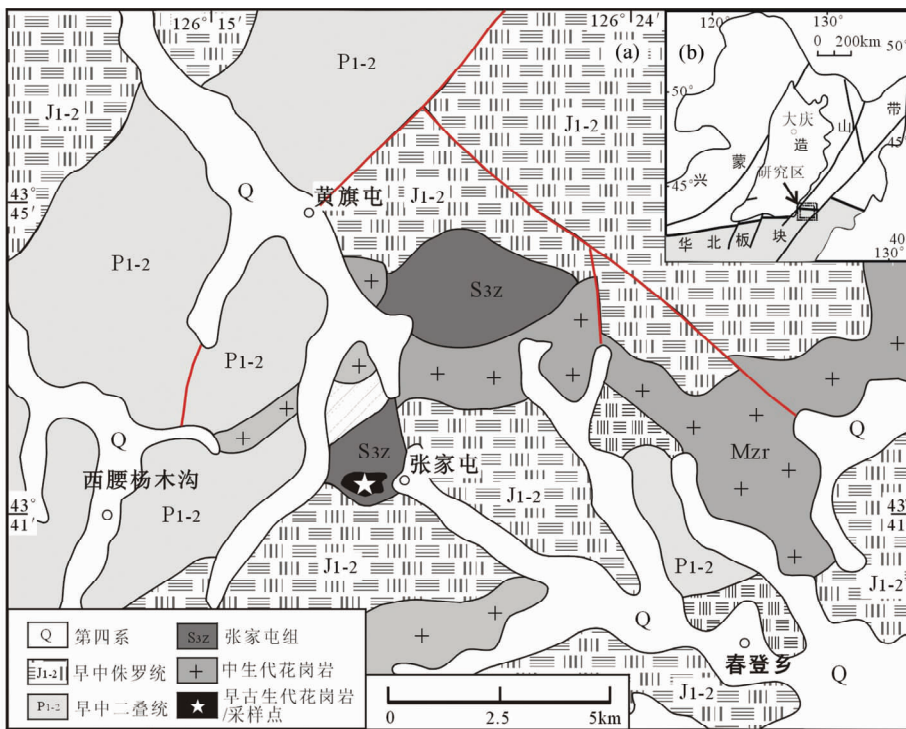 126° 15′
126° 24′
(a)
(b)
120°
130°
0 200km
50°
50°
大庆
山
带
造
蒙
研究区
兴
45°
45°
华北板块
40°
130°
P1-2
J1-2
J1-2
J1-2
43°
45′
Q
黄旗屯
P1-2
S3z
P1-2
Q
Q
S3z
张家屯
Mzr
西腰杨木沟
J1-2
43°
41′
43°
41′
P1-2
J1-2
P1-2
J1-2
Q
春登乡
Q
J1-2
Q 第四系
S3z 张家屯组
J1-2 早中侏罗统
中生代花岗岩
P1-2 早中二叠统
早古生代花岗岩
/采样点
0 2.5 5km